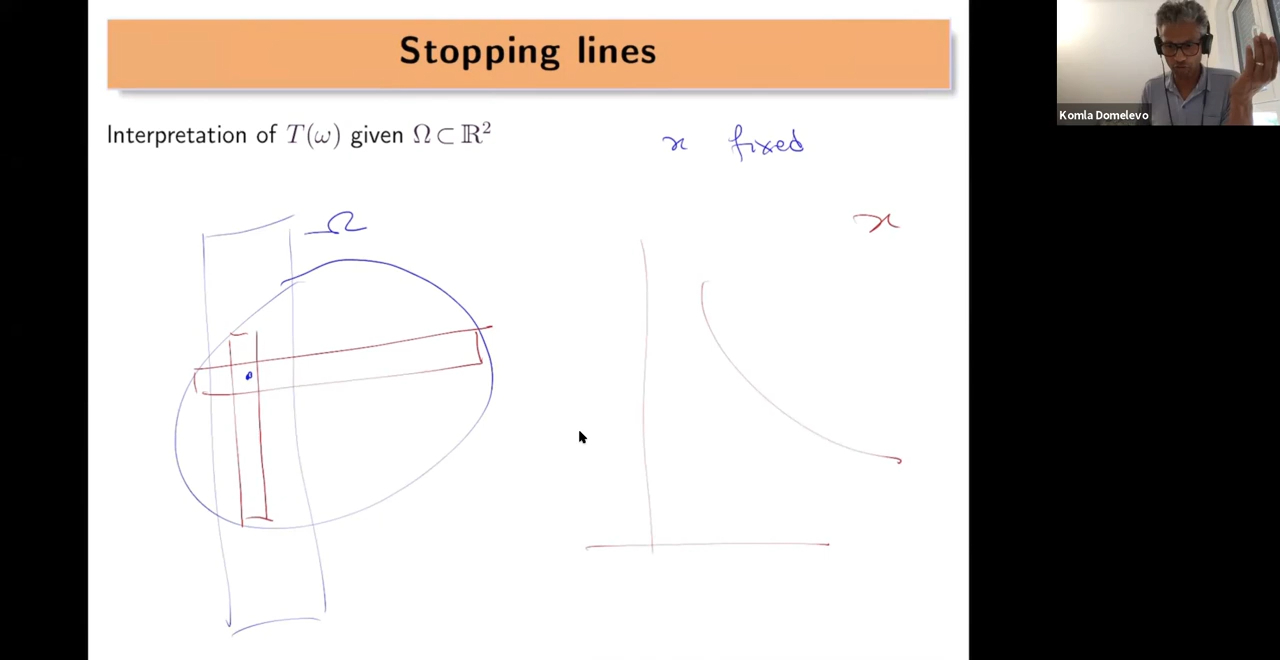 Stopping lines
Interpretation of T(ω) given Ω ⊂ ℝ²
x fixed
Ω
x
Komla Domelevo